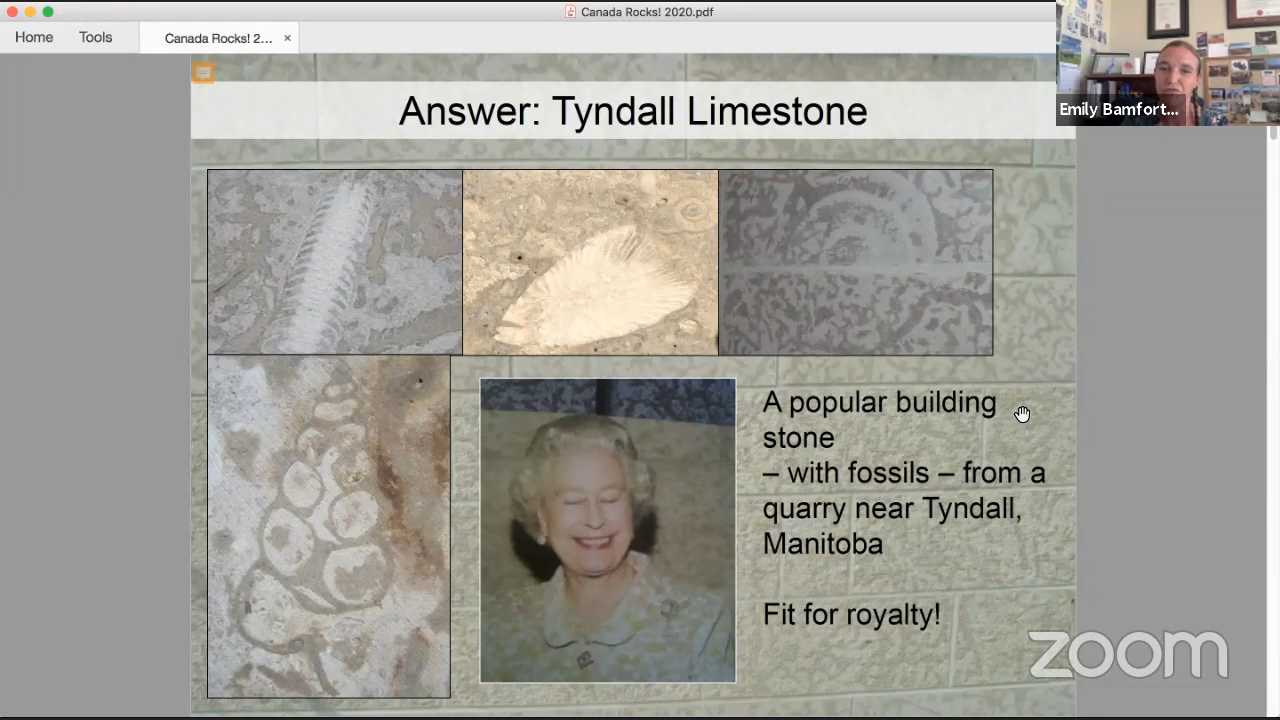 Canada Rocks! 2020.pdf
Home Tools Canada Rocks! 2... ×
Emily Bamfort...
Answer: Tyndall Limestone
A popular building
stone
– with fossils – from a
quarry near Tyndall,
Manitoba
Fit for royalty!
zoom